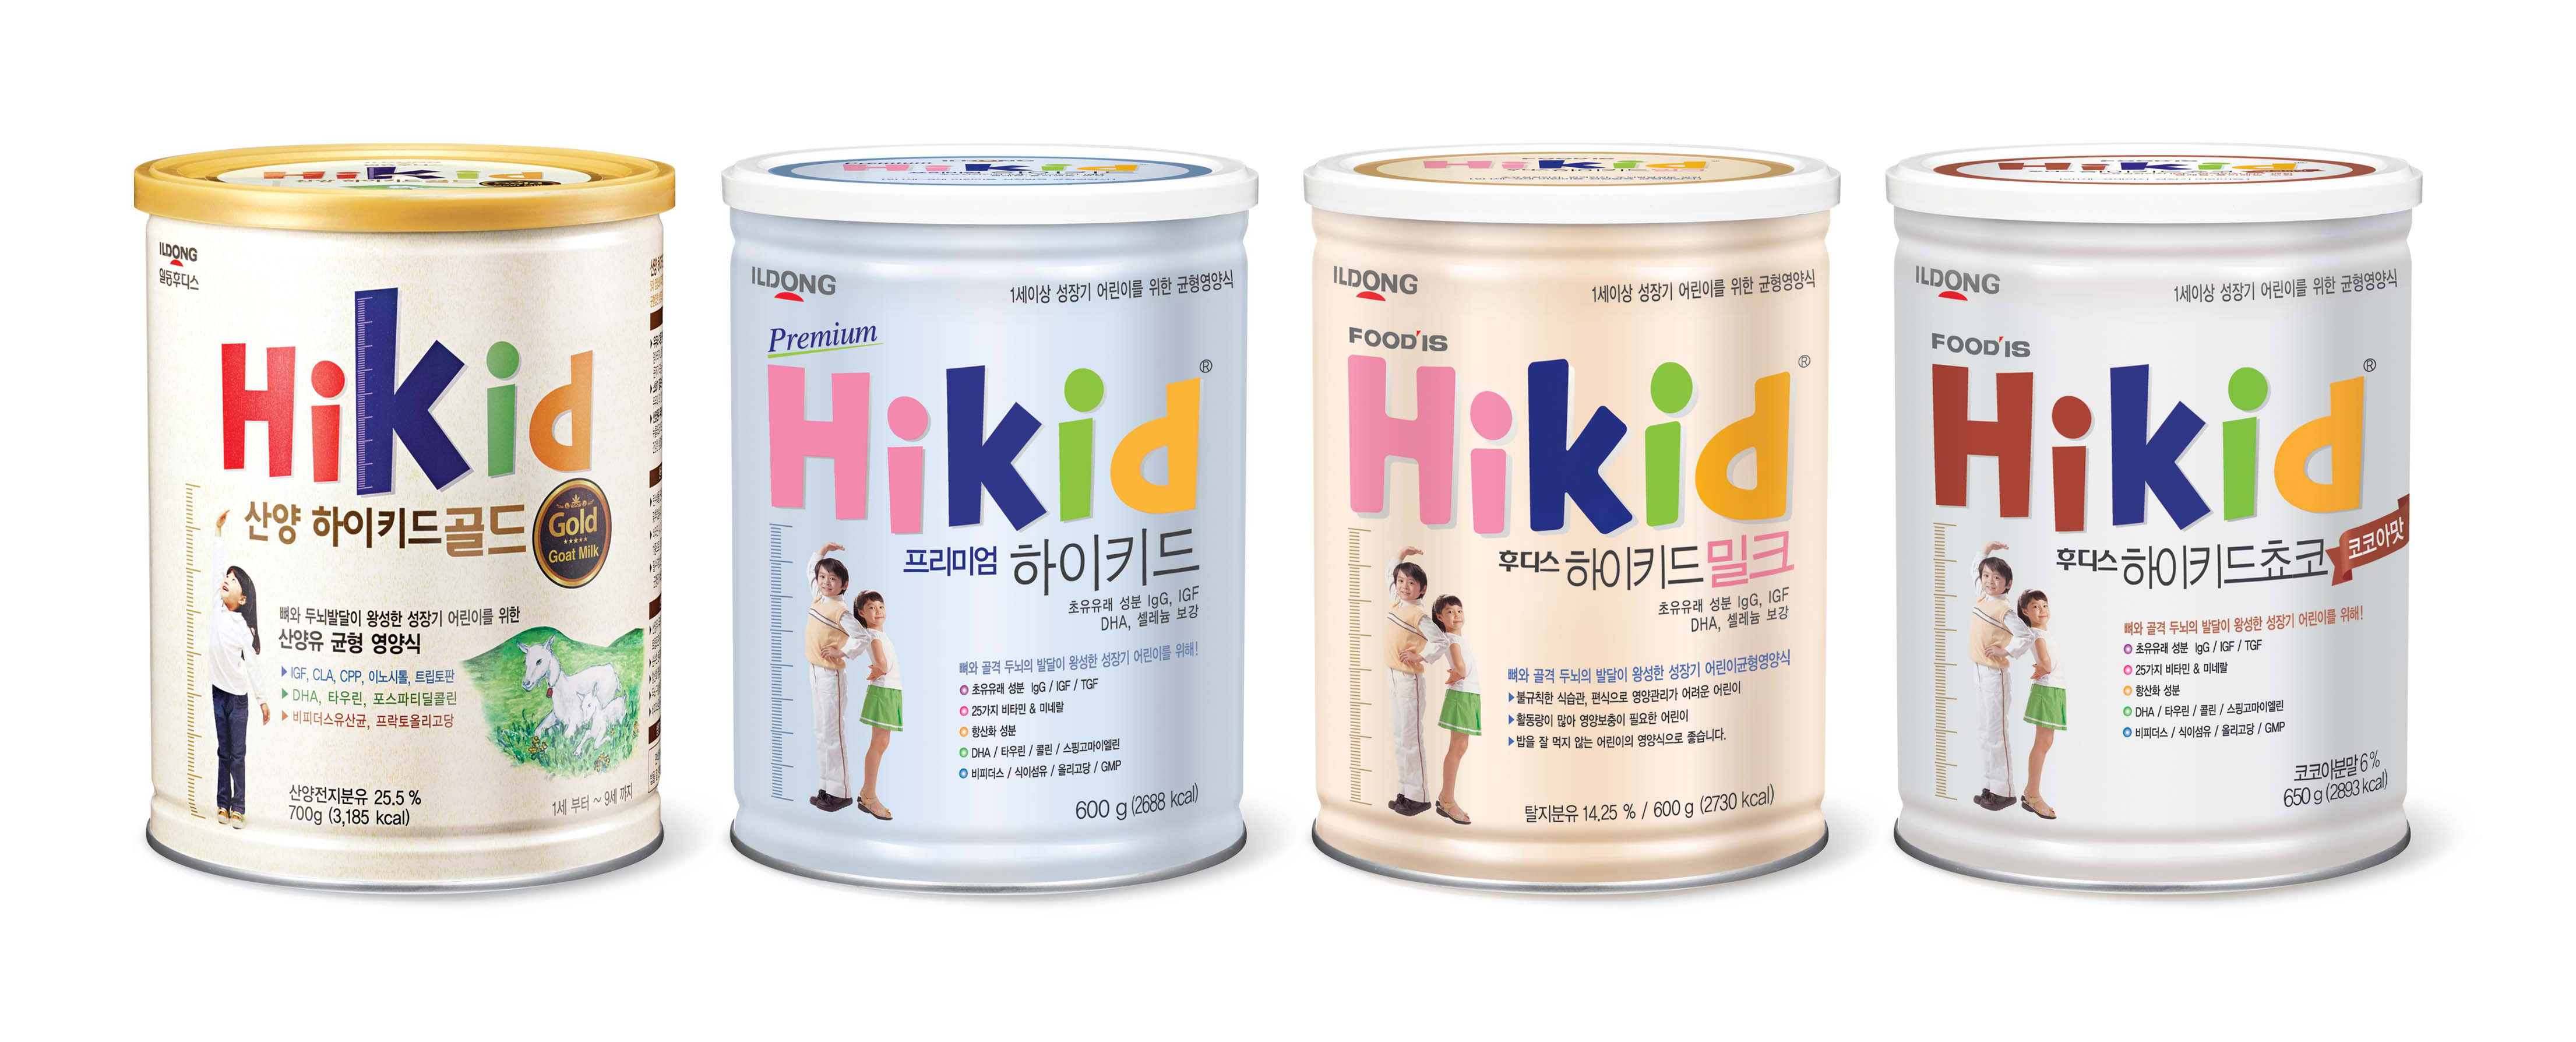 ILDONG
일동후디스
Hikid
산양 하이키드골드
Gold
Goat Milk
뼈와 두뇌발달이 왕성한 성장기 어린이를 위한
산양유 균형 영양식
IGF, CLA, CPP, 이노시톨, 트립토판
DHA, 타우린, 포스파티딜콜린
비피더스유산균, 프락토올리고당
산양전지분유 25.5 %
700g (3,185 kcal)
1세 부터 ~ 9세 까지
Premium
ILDONG
1세이상 성장기 어린이를 위한 균형영양식
Premium
Hikid®
프리미엄 하이키드
초유유래 성분 IgG, IGF
DHA, 셀레늄 보강
뼈와 골격 두뇌의 발달이 왕성한 성장기 어린이를 위해!
초유유래 성분 IgG / IGF / TGF
25가지 비타민 & 미네랄
항산화 성분
DHA / 타우린 / 콜린 / 스핑고마이엘린
비피더스 / 식이섬유 / 올리고당 / GMP
600 g (2688 kcal)
ILDONG
1세이상 성장기 어린이를 위한 균형영양식
FOOD'IS
Hikid®
후디스 하이키드밀크
초유유래 성분 IgG, IGF
DHA, 셀레늄 보강
뼈와 골격 두뇌의 발달이 왕성한 성장기 어린이균형영양식
불규칙한 식습관, 편식으로 영양관리가 어려운 어린이
활동량이 많아 영양보충이 필요한 어린이
밥을 잘 먹지 않는 어린이의 영양식으로 좋습니다.
탈지분유 14.25 % / 600 g (2730 kcal)
ILDONG
1세이상 성장기 어린이를 위한 균형영양식
FOOD'IS
Hikid®
후디스 하이키드쵸코
코코아맛
뼈와 골격 두뇌의 발달이 왕성한 성장기 어린이를 위해!
초유유래 성분 IgG / IGF / TGF
25가지 비타민 & 미네랄
항산화 성분
DHA / 타우린 / 콜린 / 스핑고마이엘린
비피더스 / 식이섬유 / 올리고당 / GMP
코코아분말 6 %
650 g (2893 kcal)